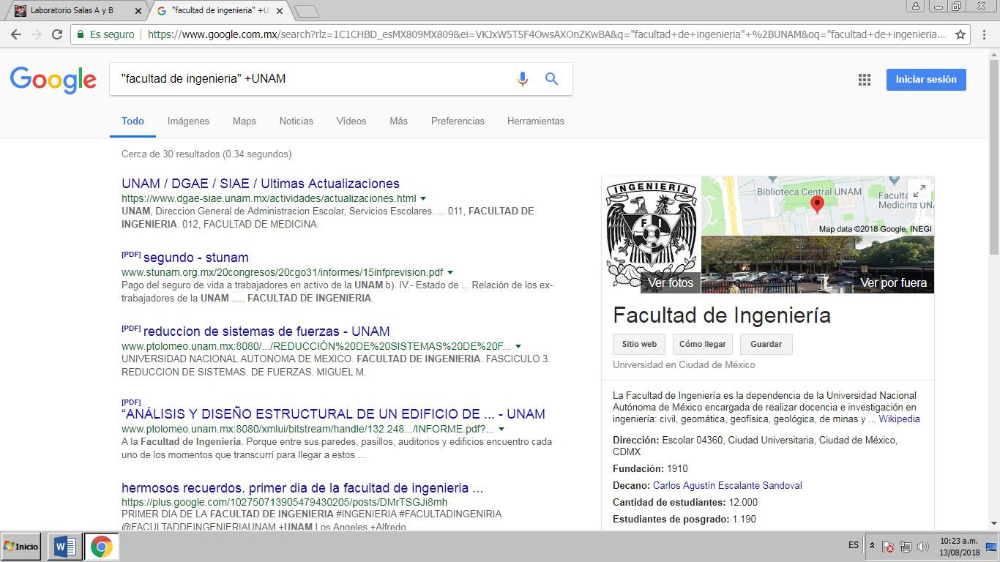 Laboratorio Salas A y B
"facultad de ingenieria" +UN
Es seguro
https://www.google.com.mx/search?rlz=1C1CHBD_esMX809MX809&ei=VKJxW5T5F4OwsAXOnZKwBA&q="facultad+de+ingenieria"+%2BUNAM&oq="facultad+de+ingenieria...
Google
"facultad de ingenieria" +UNAM
Iniciar sesión
Todo Imágenes Maps Noticias Vídeos Más Preferencias Herramientas
Cerca de 30 resultados (0.34 segundos)
UNAM / DGAE / SIAE / Ultimas Actualizaciones
https://www.dgae-siae.unam.mx/actividades/actualizaciones.html
UNAM, Direccion General de Administracion Escolar, Servicios Escolares. ... 011, FACULTAD DE
INGENIERIA. 012, FACULTAD DE MEDICINA.
[PDF] segundo - stunam
www.stunam.org.mx/20congresos/20cgo31/informes/15infprevision.pdf
Pago del seguro de vida a trabajadores en activo de la UNAM b). IV.- Estado de ... Relación de los ex-
trabajadores de la UNAM ..... FACULTAD DE INGENIERIA.
[PDF] reduccion de sistemas de fuerzas - UNAM
www.ptolomeo.unam.mx:8080/.../REDUCCIÓN%20DE%20SISTEMAS%20DE%20F...
UNIVERSIDAD NACIONAL AUTONOMA DE MEXICO. FACULTAD DE INGENIERIA. FASCICULO 3.
REDUCCION DE SISTEMAS. DE FUERZAS. MIGUEL M.
[PDF]
“ANÁLISIS Y DISEÑO ESTRUCTURAL DE UN EDIFICIO DE ... - UNAM
www.ptolomeo.unam.mx:8080/xmlui/bitstream/handle/132.248.../INFORME.pdf?...
A la Facultad de Ingenieria. Porque entre sus paredes, pasillos, auditorios y edificios encuentro cada
uno de los momentos que transcurrí para llegar a estos ...
hermosos recuerdos. primer dia de la facultad de ingenieria ...
https://plus.google.com/102750713905479430205/posts/DMrTSGJi8mh
PRIMER DIA DE LA FACULTAD DE INGENIERIA #INGENIERIA #FACULTADINGENIRIA
@FACULTADDEINGENIERIAUNAM +UNAM Los Angeles +Alfredo
INGENIERIA
F I
Ver fotos
Biblioteca Central UNAM
Faculta
Medicina UNA
Map data ©2018 Google, INEGI
Ver por fuera
Facultad de Ingeniería
Sitio web Cómo llegar Guardar
Universidad en Ciudad de México
La Facultad de Ingeniería es la dependencia de la Universidad Nacional
Autónoma de México encargada de realizar docencia e investigación en
ingeniería: civil, geomática, geofísica, geológica, de minas y ... Wikipedia
Dirección: Escolar 04360, Ciudad Universitaria, Ciudad de México,
CDMX
Fundación: 1910
Decano: Carlos Agustín Escalante Sandoval
Cantidad de estudiantes: 12.000
Estudiantes de posgrado: 1.190
Inicio
ES
10:23 a.m.
13/08/2018